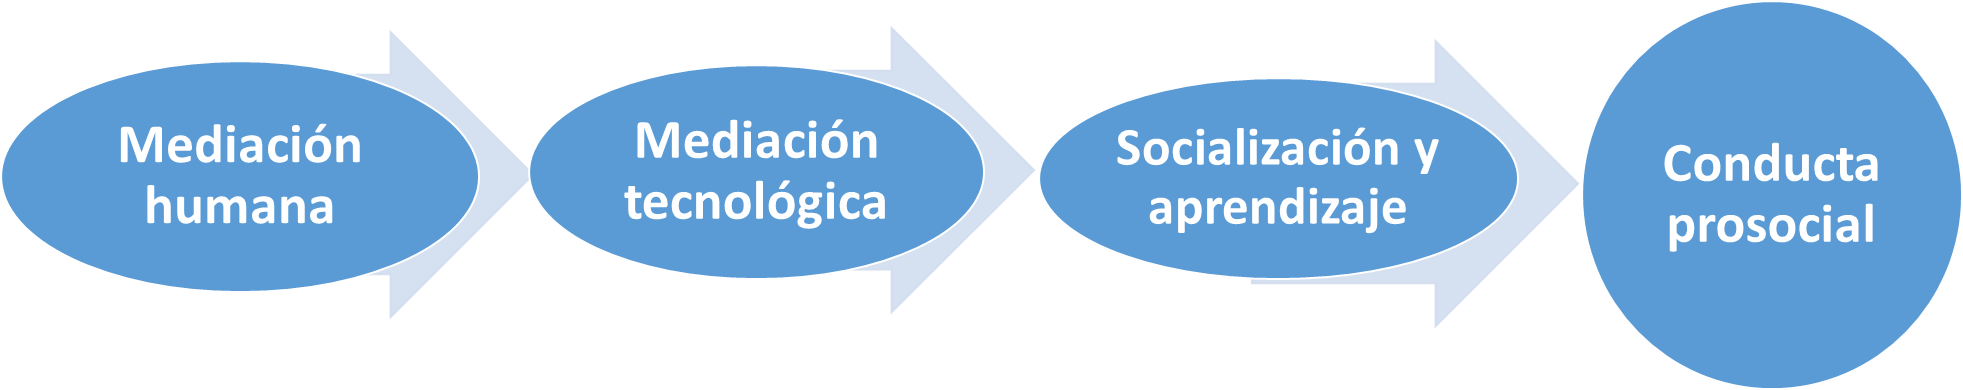 Mediación
humana
Mediación
tecnológica
Socialización y
aprendizaje
Conducta
prosocial